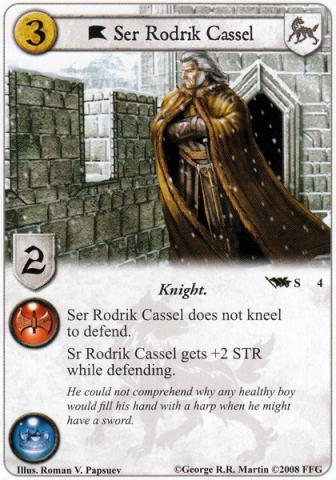 3
Ser Rodrik Cassel
2
Knight.
S 4
Ser Rodrik Cassel does not kneel
to defend.
Sr Rodrik Cassel gets +2 STR
while defending.
He could not comprehend why any healthy boy
would fill his hand with a harp when he might
have a sword.
Illus. Roman V. Papsuev
©George R.R. Martin ©2008 FFG